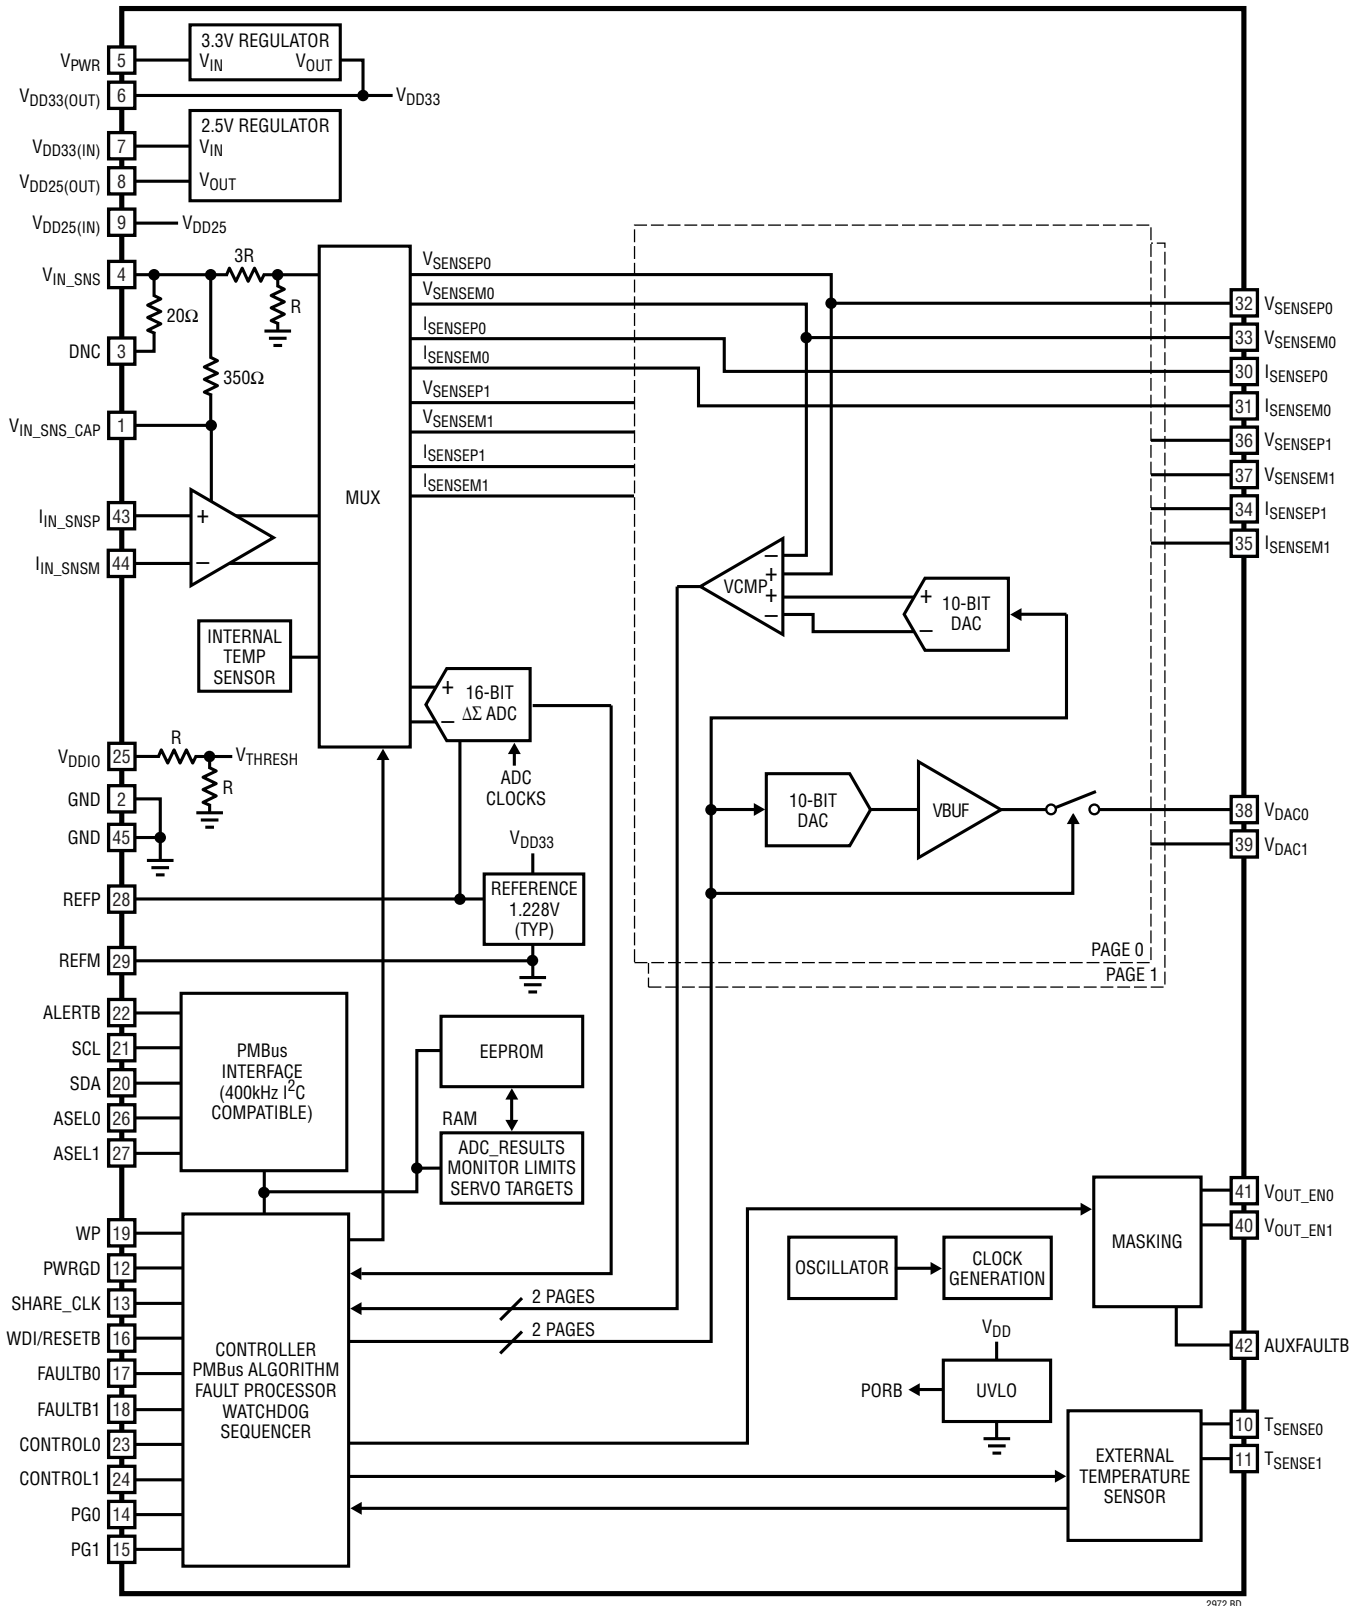 3.3V REGULATOR
VIN VOUT
VPWR 5
VDD33(OUT) 6
VDD33
2.5V REGULATOR
VDD33(IN) 7
VIN
VDD25(OUT) 8
VOUT
VDD25(IN) 9
VDD25
VIN_SNS 4
3R
R
20Ω
DNC 3
350Ω
VIN_SNS_CAP 1
IIN_SNSP 43
+
IIN_SNSM 44
–
MUX
VSENSEP0
VSENSEM0
ISENSEP0
ISENSEM0
VSENSEP1
VSENSEM1
ISENSEP1
ISENSEM1
32 VSENSEP0
33 VSENSEM0
30 ISENSEP0
31 ISENSEM0
36 VSENSEP1
37 VSENSEM1
34 ISENSEP1
35 ISENSEM1
VCMP
–
+
+
–
+
–
10-BIT
DAC
INTERNAL
TEMP
SENSOR
+
–
16-BIT
ΔΣ ADC
ADC
CLOCKS
VDDIO 25
R
VTHRESH
R
GND 2
GND 45
10-BIT
DAC
VBUF
38 VDAC0
39 VDAC1
VDD33
REFP 28
REFERENCE
1.228V
(TYP)
REFM 29
PAGE 0
PAGE 1
ALERTB 22
SCL 21
SDA 20
ASEL0 26
ASEL1 27
PMBus
INTERFACE
(400kHz I2C
COMPATIBLE)
EEPROM
RAM
ADC_RESULTS
MONITOR LIMITS
SERVO TARGETS
WP 19
PWRGD 12
SHARE_CLK 13
WDI/RESETB 16
FAULTB0 17
FAULTB1 18
CONTROL0 23
CONTROL1 24
PG0 14
PG1 15
CONTROLLER
PMBus ALGORITHM
FAULT PROCESSOR
WATCHDOG
SEQUENCER
2 PAGES
2 PAGES
OSCILLATOR
CLOCK
GENERATION
MASKING
41 VOUT_EN0
40 VOUT_EN1
42 AUXFAULTB
VDD
PORB
UVLO
EXTERNAL
TEMPERATURE
SENSOR
10 TSENSE0
11 TSENSE1
2972 BD